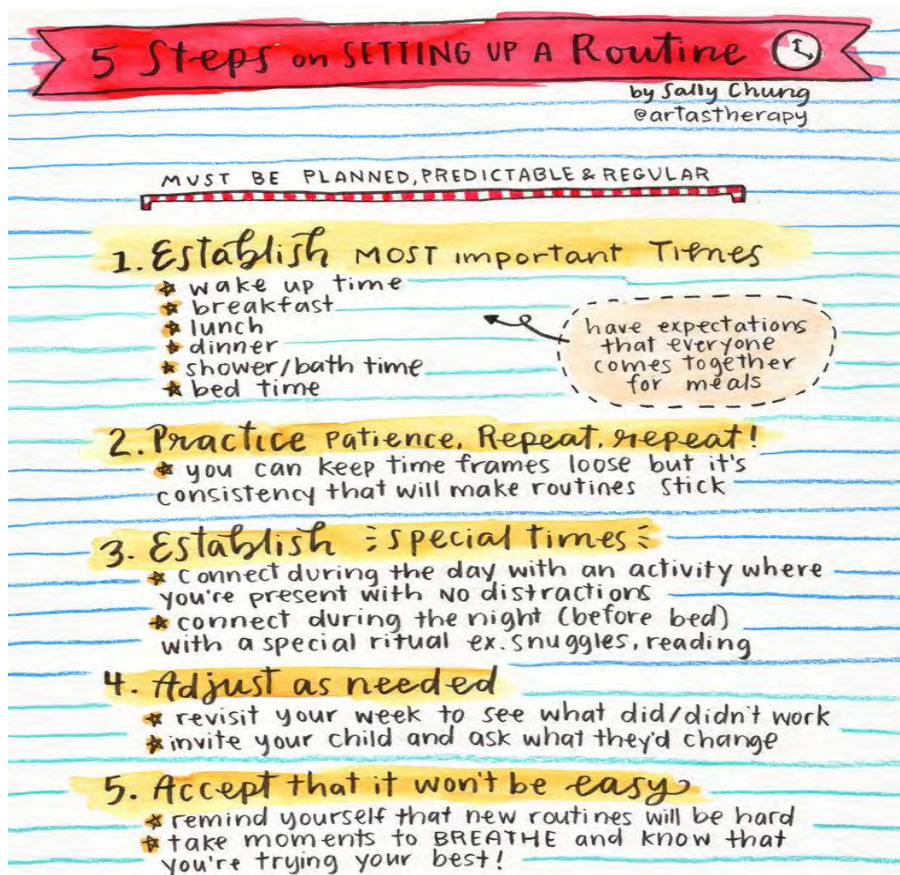 5 Steps on SETTING UP A Routine
by Sally Chung
@artastherapy
MUST BE PLANNED, PREDICTABLE & REGULAR
1. Establish MOST important Times
wake up time
breakfast
lunch
dinner
shower/bath time
bed time
have expectations
that everyone
comes together
for meals
2. Practice patience. Repeat, repeat!
you can keep time frames loose but it's
consistency that will make routines stick
3. Establish special times
connect during the day with an activity where
you're present with NO distractions
connect during the night (before bed)
with a special ritual ex. snuggles, reading
4. Adjust as needed
revisit your week to see what did/didn't work
invite your child and ask what they'd change
5. Accept that it won't be easy
remind yourself that new routines will be hard
take moments to BREATHE and know that
you're trying your best!